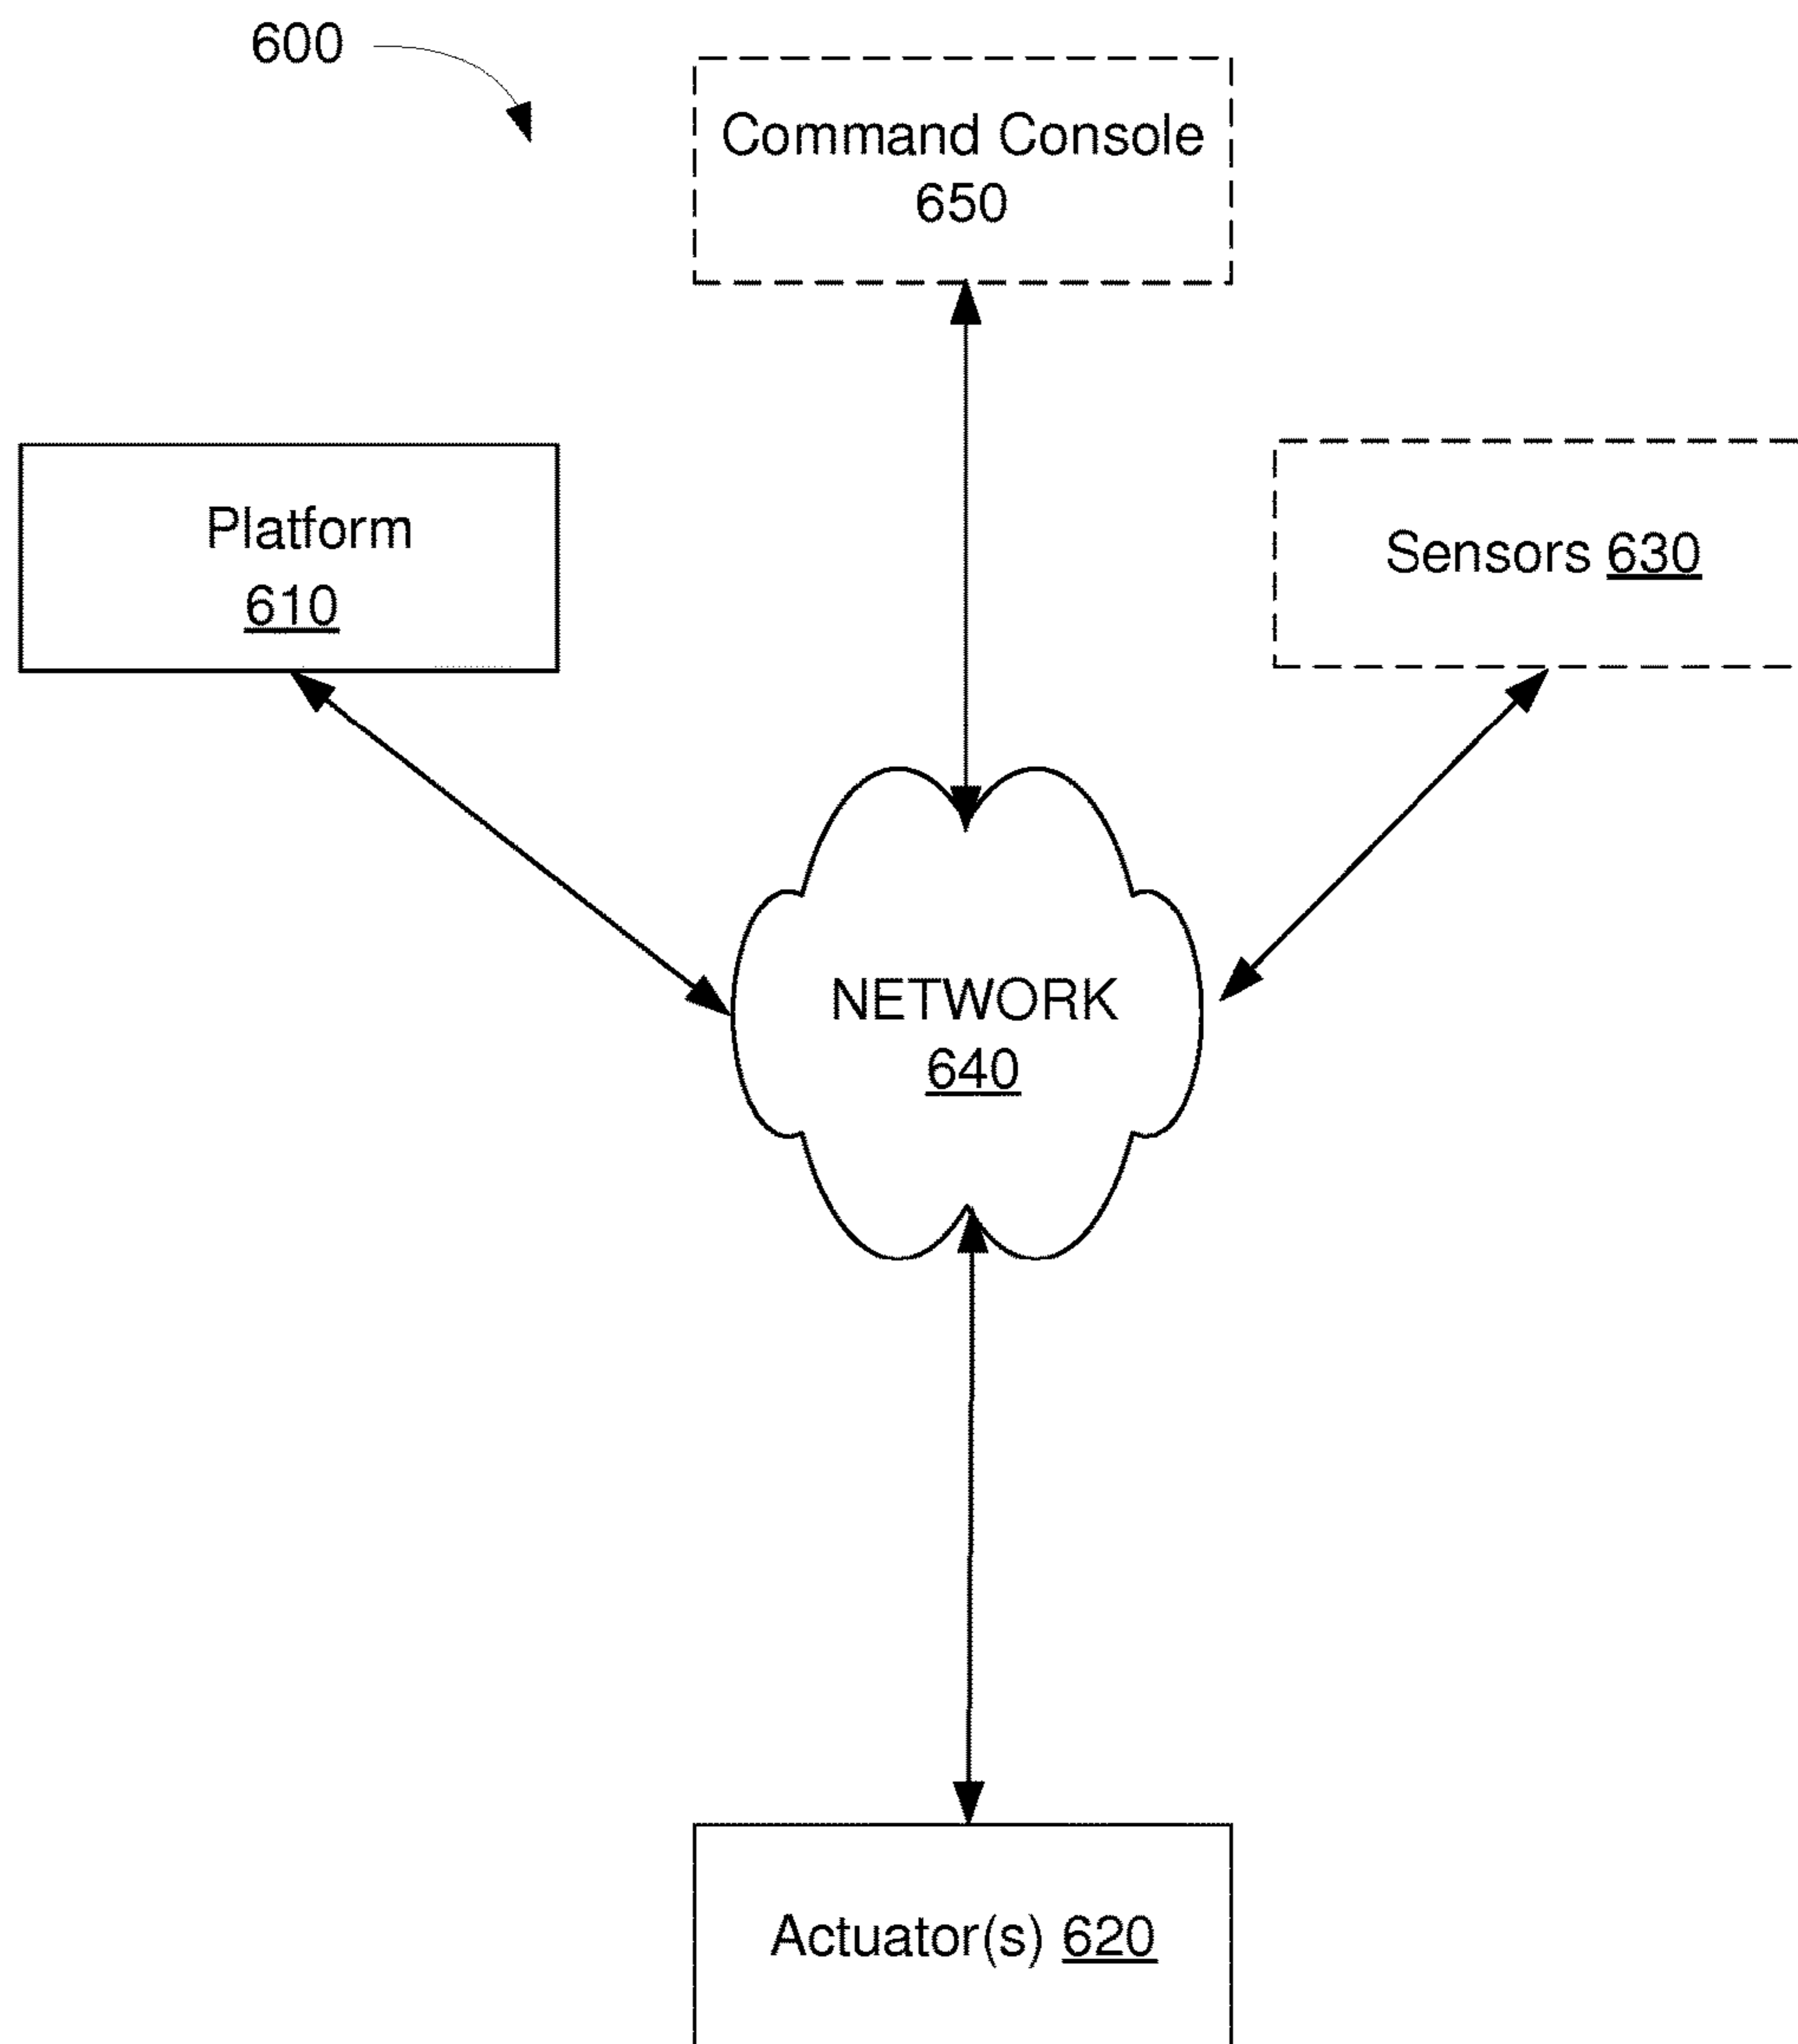 600
Command Console
650
Platform
610
Sensors 630
NETWORK
640
Actuator(s) 620